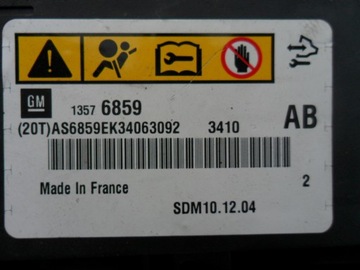 GM
1357 6859
(20T)AS6859EK34063092 3410 AB
Made In France 2
SDM10.12.04